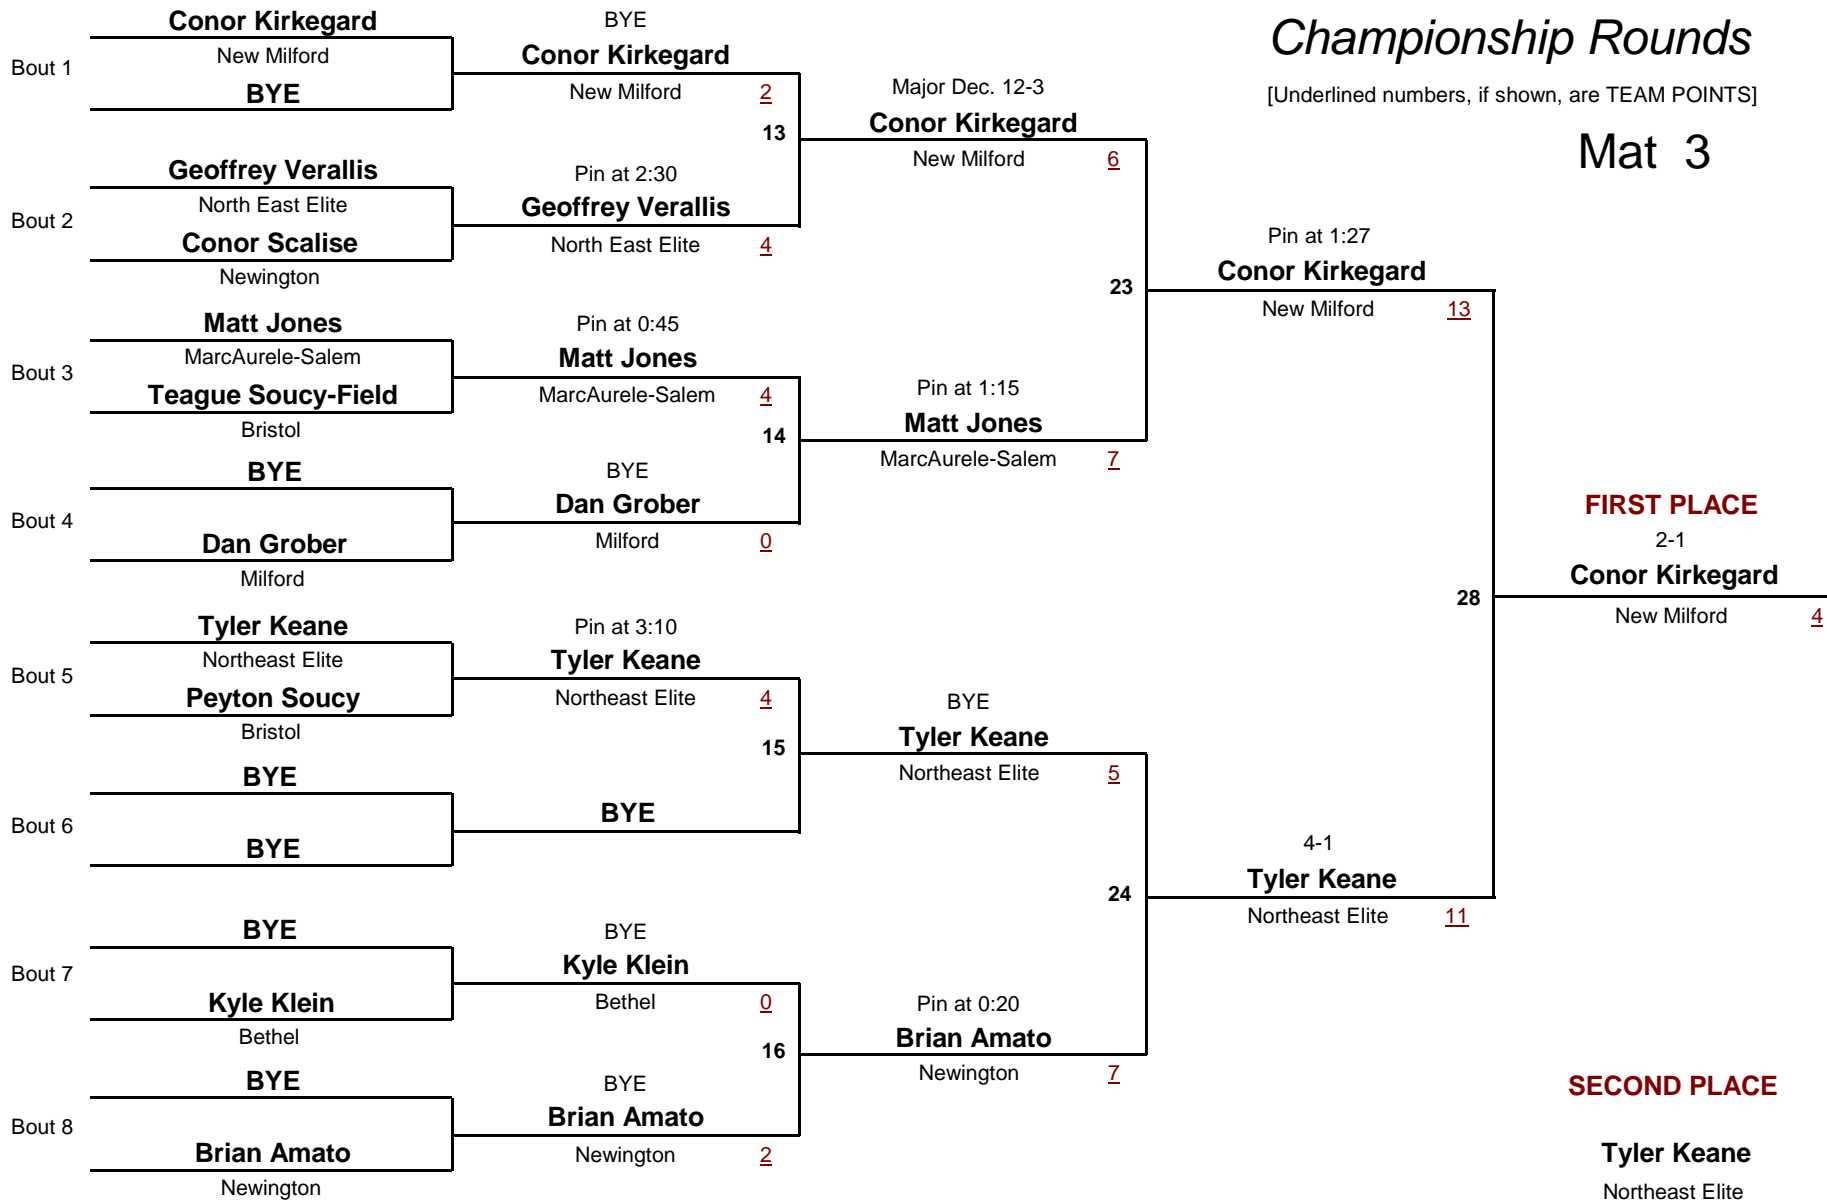 Championship Rounds
[Underlined numbers, if shown, are TEAM POINTS]
Mat 3
Bout 1
Conor Kirkegard
New Milford
BYE
Bout 2
Geoffrey Verallis
North East Elite
Conor Scalise
Newington
Bout 3
Matt Jones
MarcAurele-Salem
Teague Soucy-Field
Bristol
Bout 4
BYE
Dan Grober
Milford
Bout 5
Tyler Keane
Northeast Elite
Peyton Soucy
Bristol
Bout 6
BYE
BYE
Bout 7
BYE
Kyle Klein
Bethel
Bout 8
BYE
Brian Amato
Newington
BYE
Conor Kirkegard
New Milford 2
13
Pin at 2:30
Geoffrey Verallis
North East Elite 4
Pin at 0:45
Matt Jones
MarcAurele-Salem 4
14
BYE
Dan Grober
Milford 0
Pin at 3:10
Tyler Keane
Northeast Elite 4
15
BYE
BYE
Kyle Klein
Bethel 0
16
BYE
Brian Amato
Newington 2
Major Dec. 12-3
Conor Kirkegard
New Milford 6
23
Pin at 1:15
Matt Jones
MarcAurele-Salem 7
BYE
Tyler Keane
Northeast Elite 5
24
Pin at 0:20
Brian Amato
Newington 7
Pin at 1:27
Conor Kirkegard
New Milford 13
28
4-1
Tyler Keane
Northeast Elite 11
FIRST PLACE
2-1
Conor Kirkegard
New Milford 4
SECOND PLACE
Tyler Keane
Northeast Elite